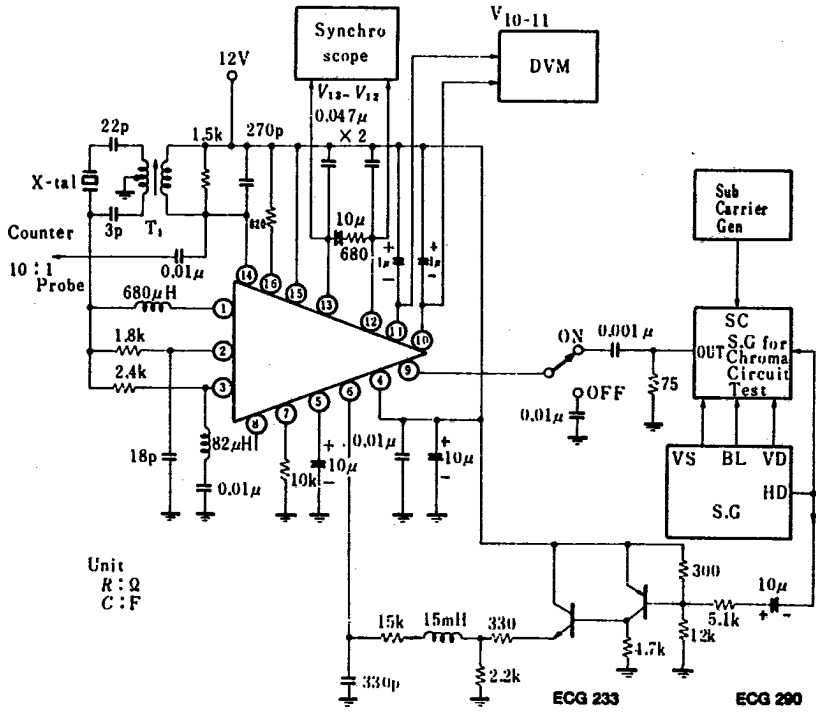 V10-11
Synchro
scope
DVM
12V
V13-V12
0.047μ
× 2
22p
1.5k
270p
X-tal
3p
T1
820
10μ
680
+
1μ
-
+
1μ
-
Counter
10:1
Probe
0.01μ
680μH
1.8k
2.4k
14
16
15
13
12
11
10
1
2
3
8
7
5
6
4
9
Sub
Carrier
Gen
ON
0.001μ
OUT
SC
S.G for
Chroma
Circuit
Test
OFF
0.01μ
75
82μH
18p
0.01μ
10k
+
10μ
-
0.01μ
+
10μ
-
VS
BL
VD
HD
S.G
Unit
R:Ω
C:F
15k
15mH
330
300
10μ
5.1k
+
-
330p
2.2k
4.7k
12k
ECG 233
ECG 290